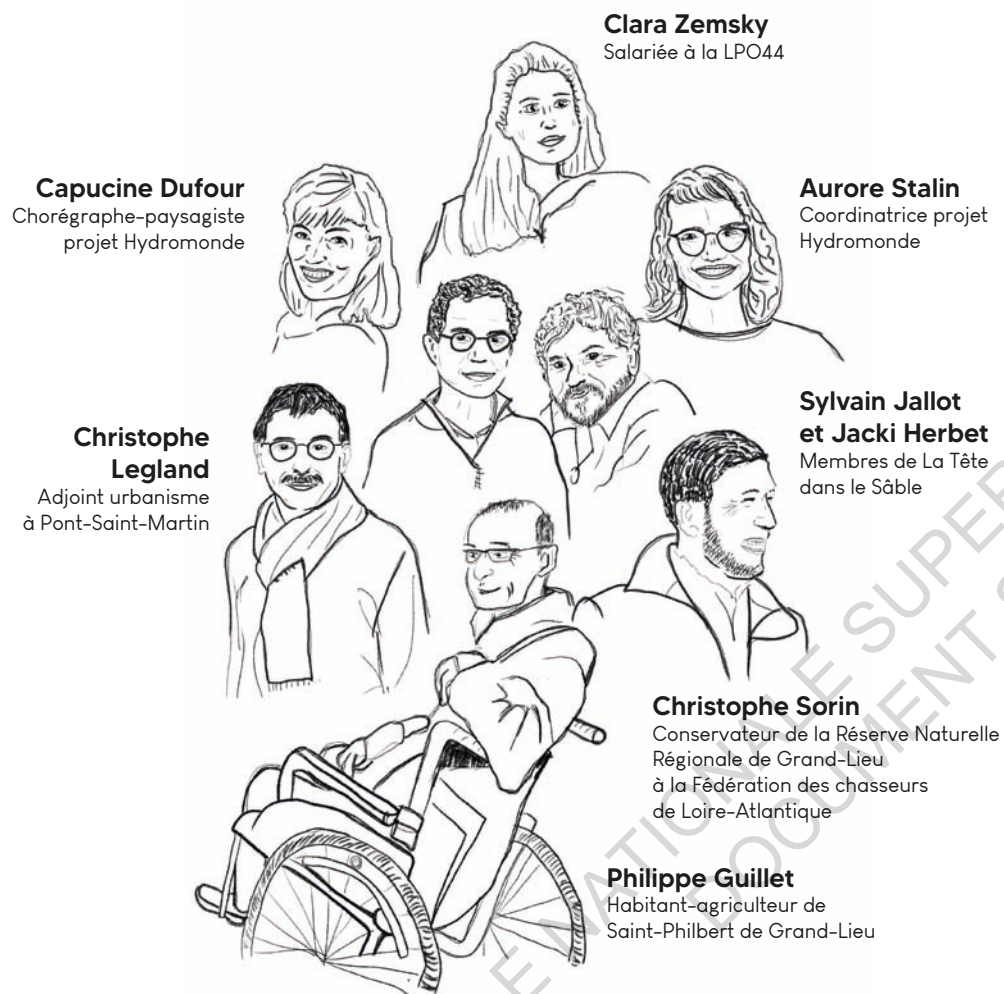 Clara Zemsky
Salariée à la LPO44
Capucine Dufour
Chorégraphe-paysagiste
projet Hydromonde
Aurore Stalin
Coordinatrice projet
Hydromonde
Christophe
Legland
Adjoint urbanisme
à Pont-Saint-Martin
Sylvain Jallot
et Jacki Herbet
Membres de La Tête
dans le Sâble
Christophe Sorin
Conservateur de la Réserve Naturelle
Régionale de Grand-Lieu
à la Fédération des chasseurs
de Loire-Atlantique
Philippe Guillet
Habitant-agriculteur de
Saint-Philbert de Grand-Lieu
NATIONALE
DOCUMENT